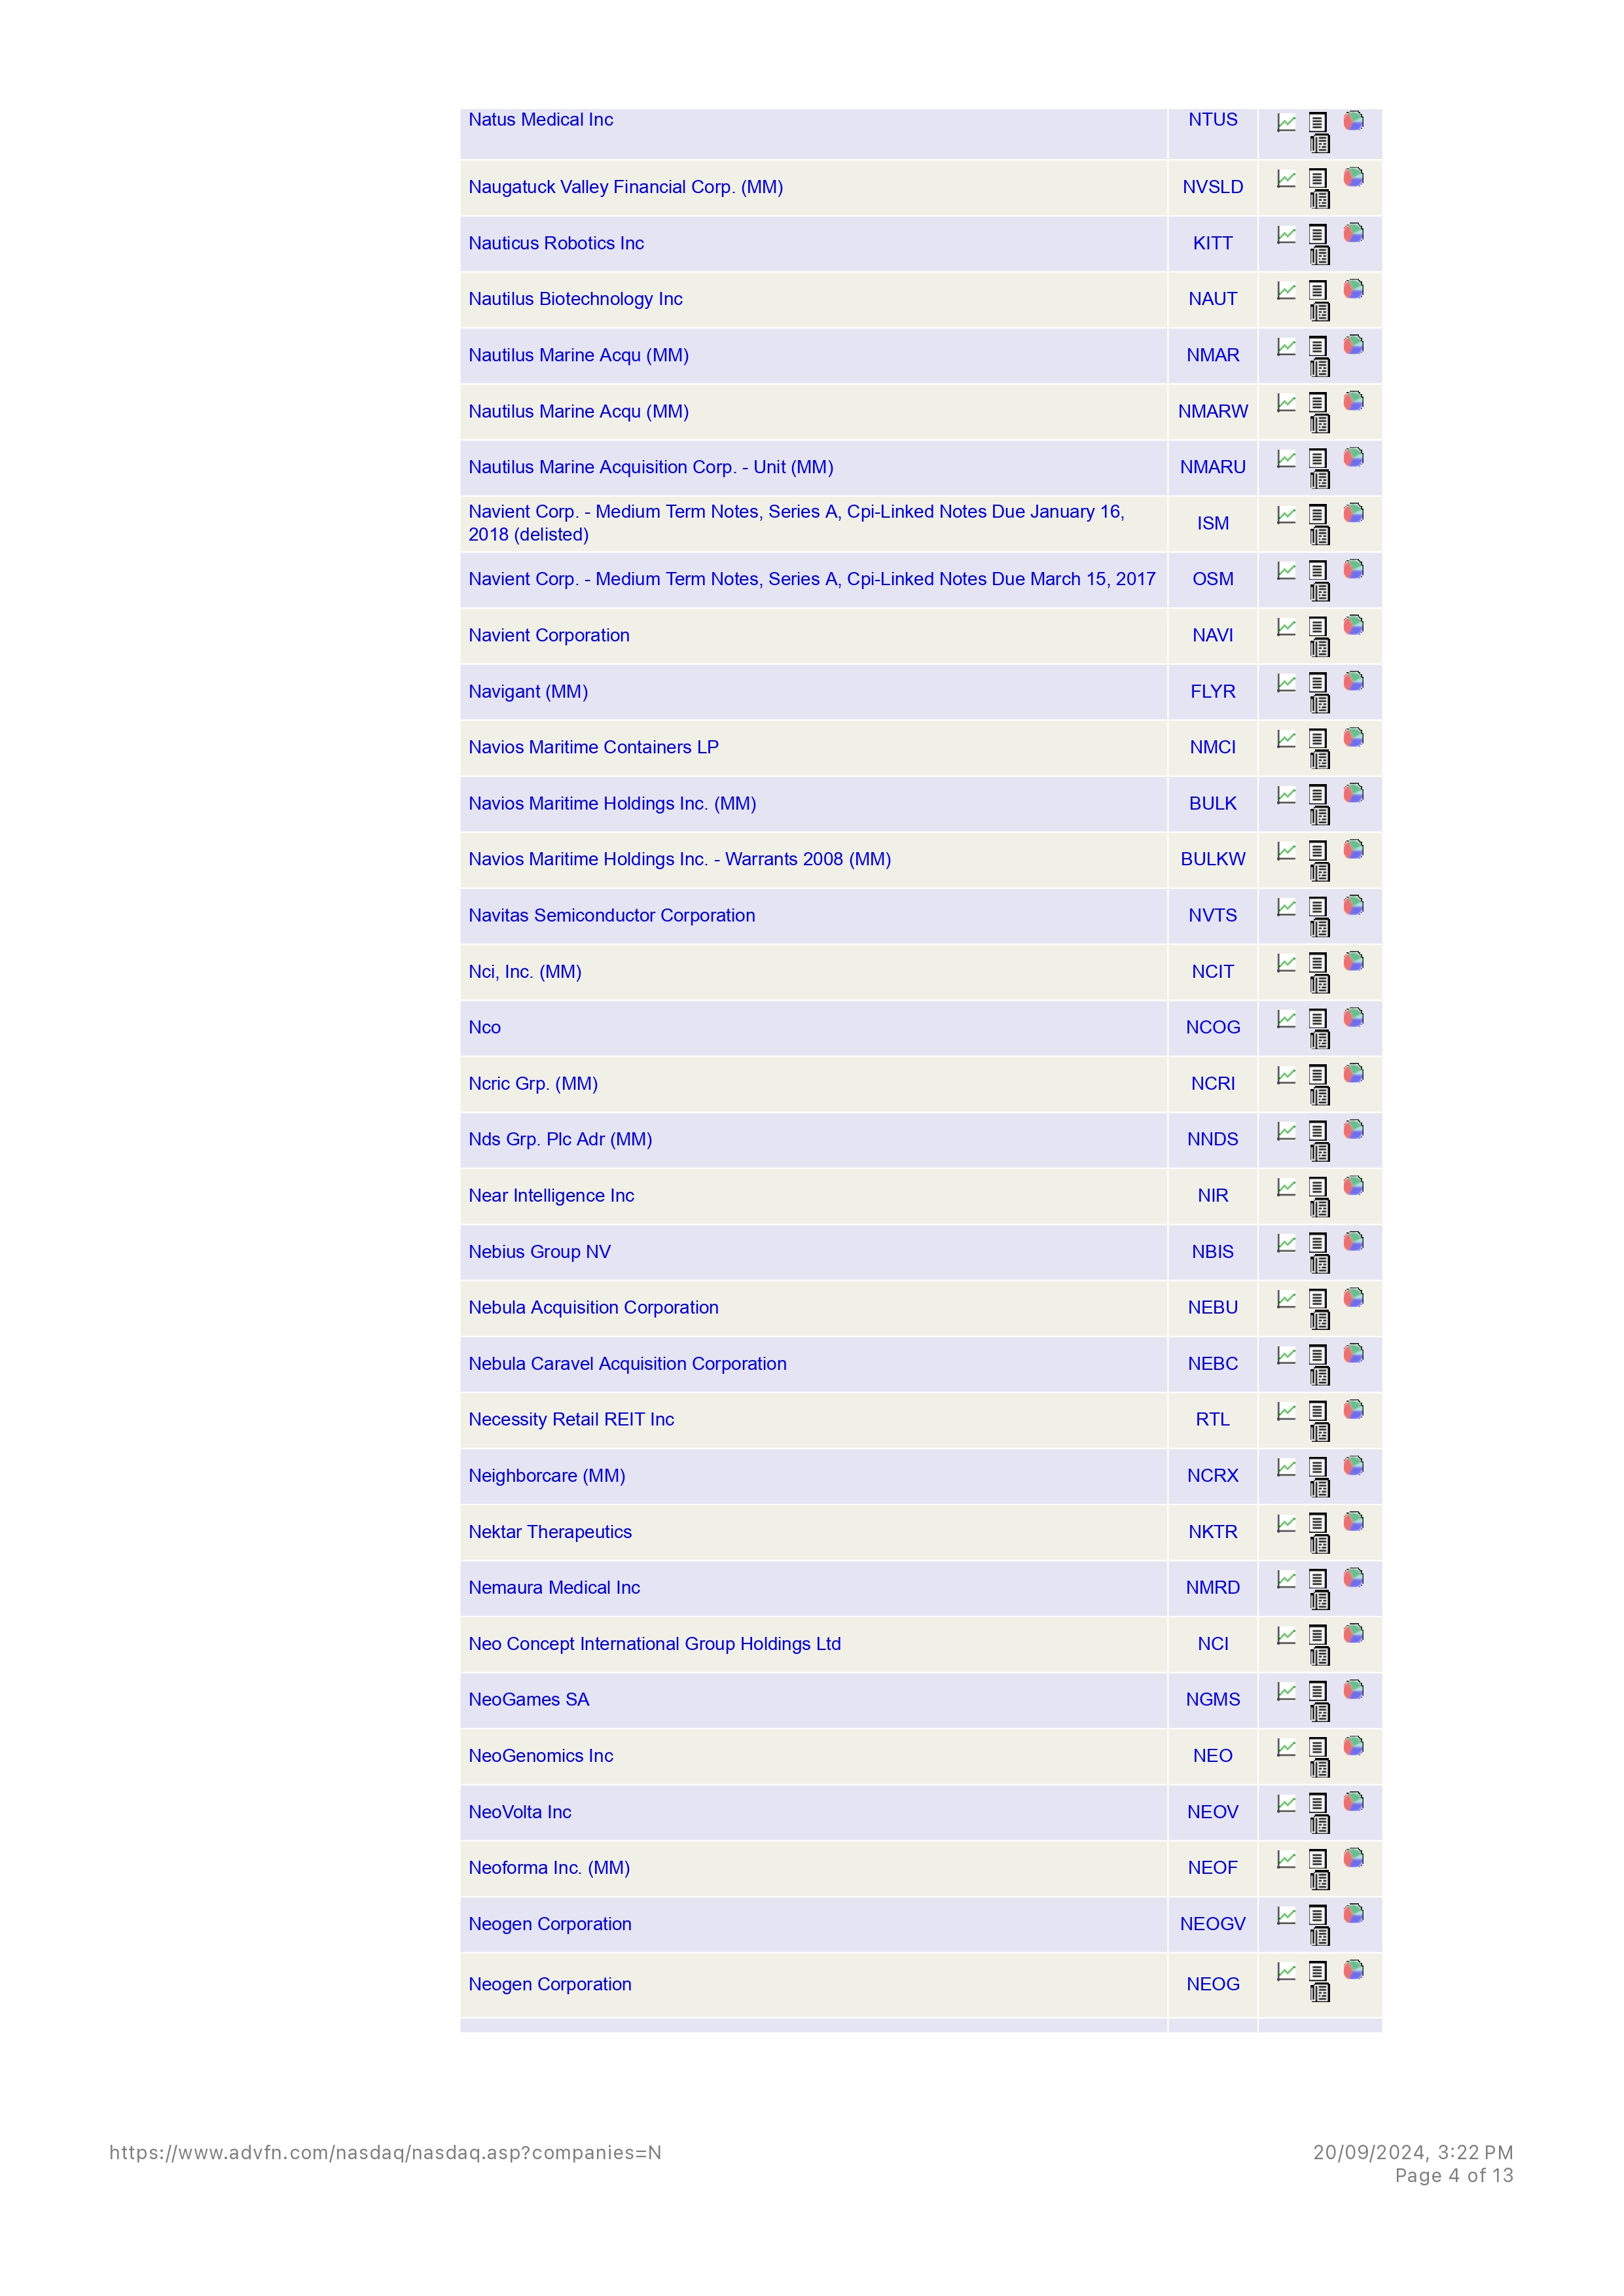 Natus Medical Inc NTUS
Naugatuck Valley Financial Corp. (MM) NVSLD
Nauticus Robotics Inc KITT
Nautilus Biotechnology Inc NAUT
Nautilus Marine Acqu (MM) NMAR
Nautilus Marine Acqu (MM) NMARW
Nautilus Marine Acquisition Corp. - Unit (MM) NMARU
Navient Corp. - Medium Term Notes, Series A, Cpi-Linked Notes Due January 16,
2018 (delisted) ISM
Navient Corp. - Medium Term Notes, Series A, Cpi-Linked Notes Due March 15, 2017 OSM
Navient Corporation NAVI
Navigant (MM) FLYR
Navios Maritime Containers LP NMCI
Navios Maritime Holdings Inc. (MM) BULK
Navios Maritime Holdings Inc. - Warrants 2008 (MM) BULKW
Navitas Semiconductor Corporation NVTS
Nci, Inc. (MM) NCIT
Nco NCOG
Ncric Grp. (MM) NCRI
Nds Grp. Plc Adr (MM) NNDS
Near Intelligence Inc NIR
Nebius Group NV NBIS
Nebula Acquisition Corporation NEBU
Nebula Caravel Acquisition Corporation NEBC
Necessity Retail REIT Inc RTL
Neighborcare (MM) NCRX
Nektar Therapeutics NKTR
Nemaura Medical Inc NMRD
Neo Concept International Group Holdings Ltd NCI
NeoGames SA NGMS
NeoGenomics Inc NEO
NeoVolta Inc NEOV
Neoforma Inc. (MM) NEOF
Neogen Corporation NEOGV
Neogen Corporation NEOG
https://www.advfn.com/nasdaq/nasdaq.asp?companies=N 20/09/2024, 3:22 PM
Page 4 of 13